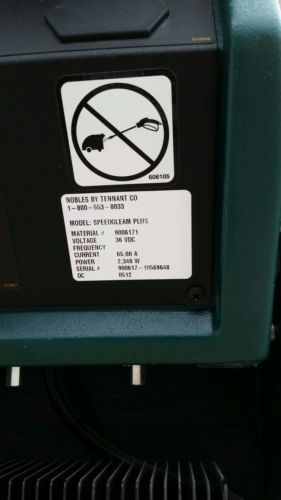 606105
NOBLES BY TENNANT CO
1-800-553-8033
MODEL: SPEEDGLEAM PLUS
MATERIAL # 9006171
VOLTAGE 36 VDC
FREQUENCY
CURRENT 65.00 A
POWER 2,340 W
SERIAL # 900617-10569648
DC 0512